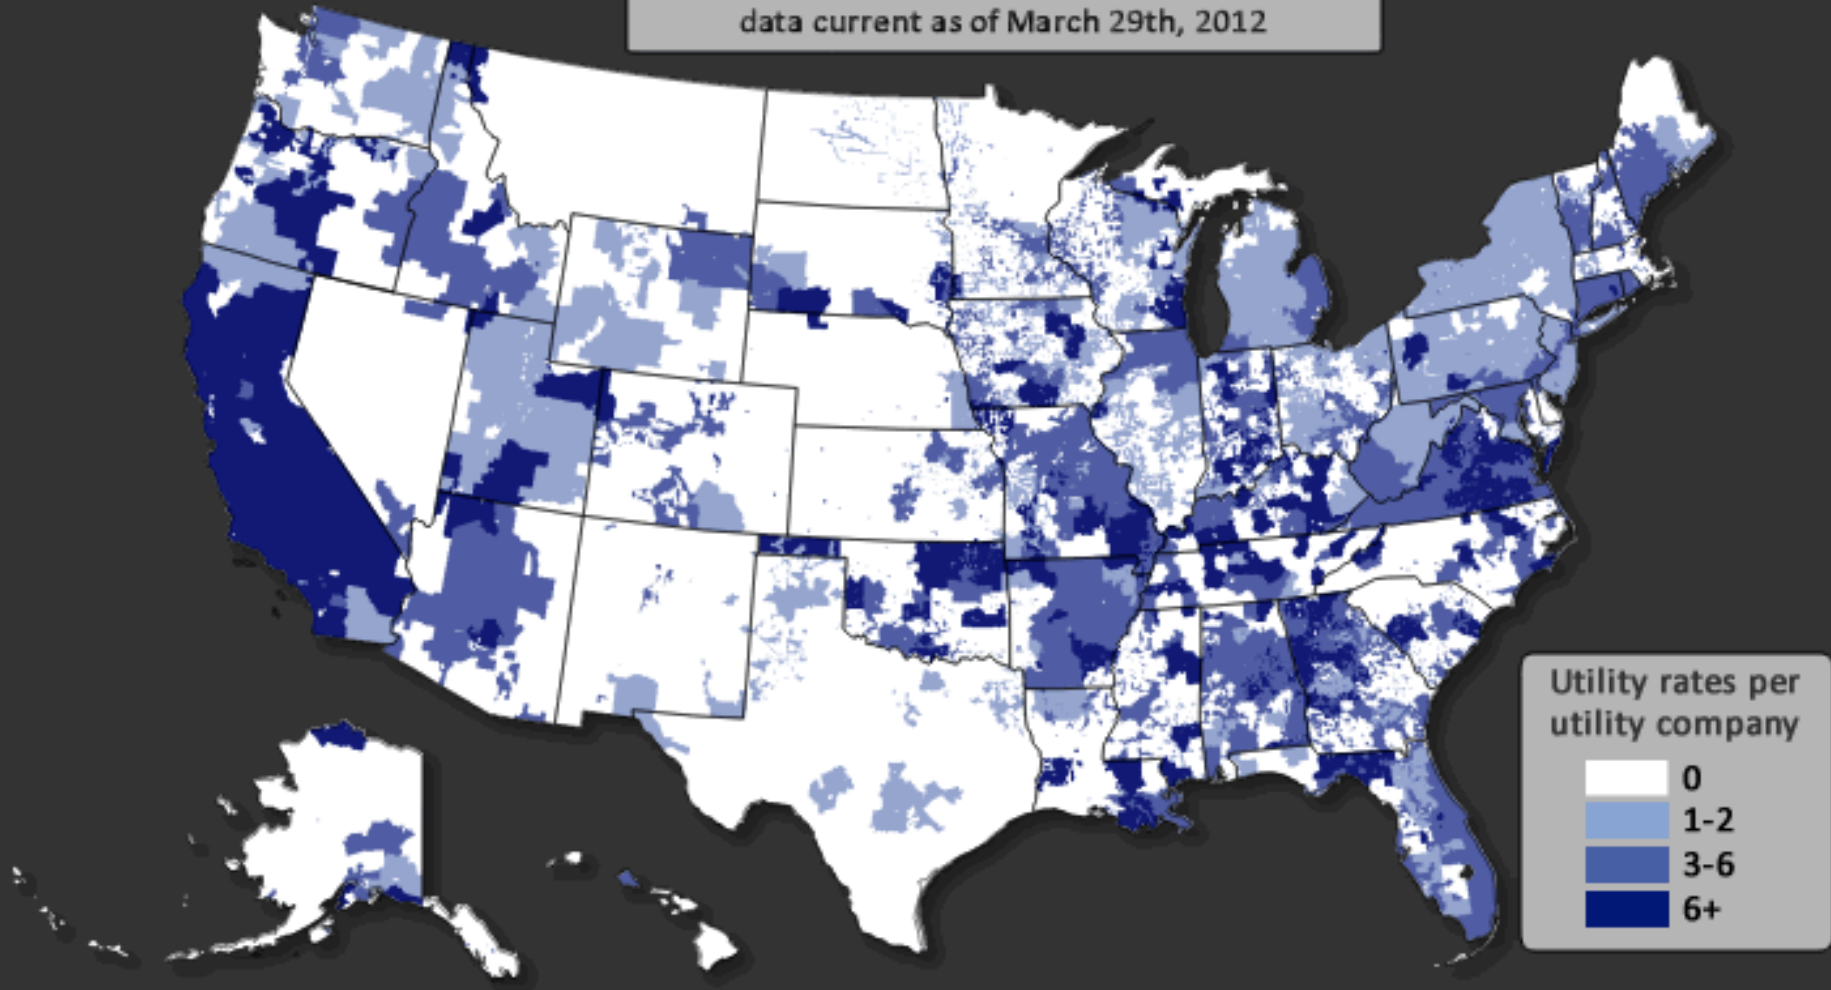 data current as of March 29th, 2012
Utility rates per
utility company
0
1-2
3-6
6+